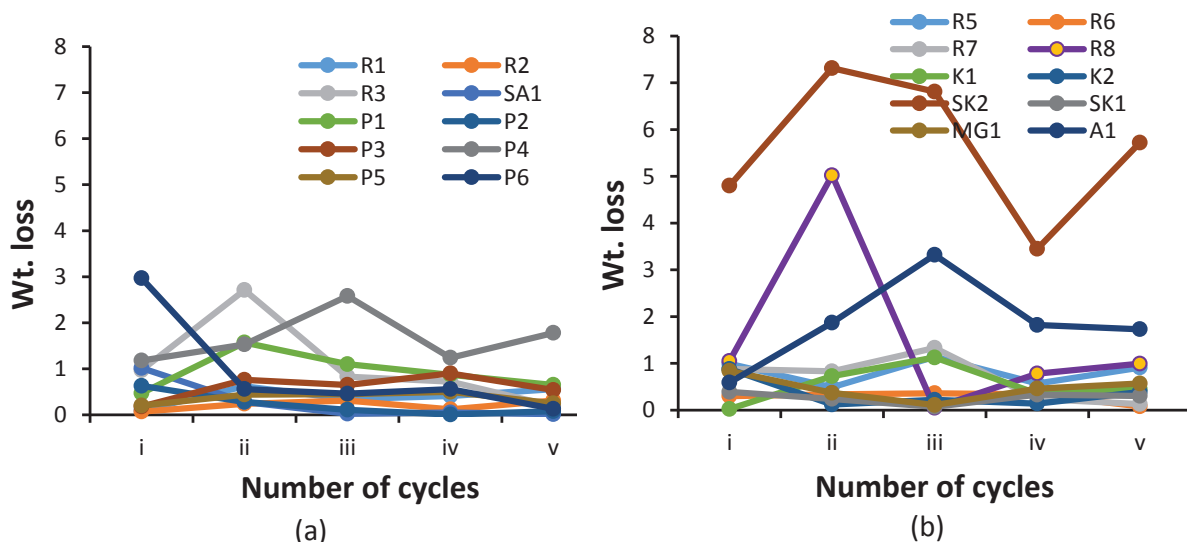 8
7
6
5
4
3
2
1
0
Wt. loss
R1 R2
R3 SA1
P1 P2
P3 P4
P5 P6
i ii iii iv v
Number of cycles
(a)
R5 R6
R7 R8
K1 K2
SK2 SK1
MG1 A1
8
7
6
5
4
3
2
1
0
Wt. loss
i ii iii iv v
Number of cycles
(b)